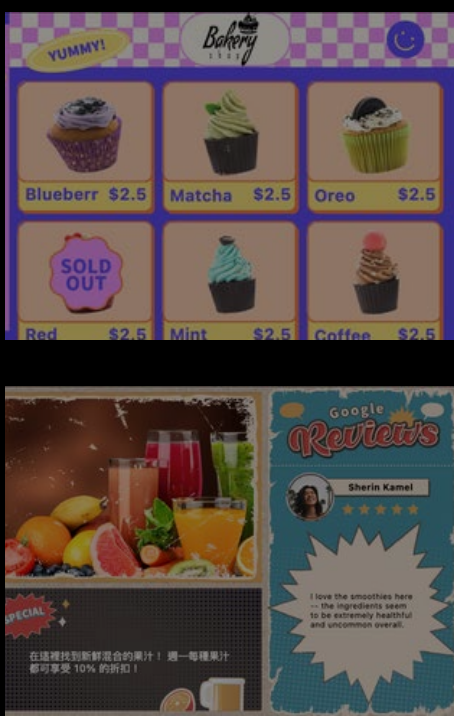 YUMMY!
Bakery
shop
Blueberr $2.5
Matcha $2.5
Oreo $2.5
SOLD
OUT
Red $2.5
Mint $2.5
Coffee $2.5
Google
Reviews
Sherin Kamel
I love the smoothies here
-- the ingredients seem
to be extremely healthful
and uncommon overall.
SPECIAL
在這裡找到新鮮混合的果汁！ 週一每種果汁
都可享受 10% 的折扣！